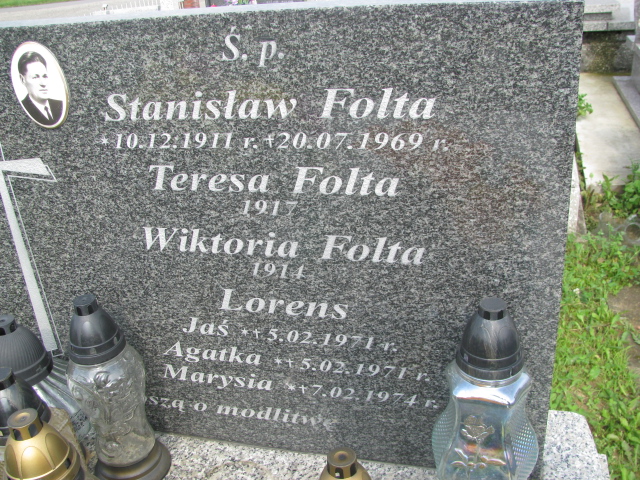 Ś. p.
Stanisław Folta
*10.12.1911 r. +20.07.1969 r.
Teresa Folta
1917
Wiktoria Folta
1914
Lorens
Jaś *+5.02.1971 r.
Agatka *+5.02.1971 r.
Marysia *+7.02.1974 r.
o modlitwę